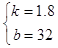 k = 1.8
b = 32